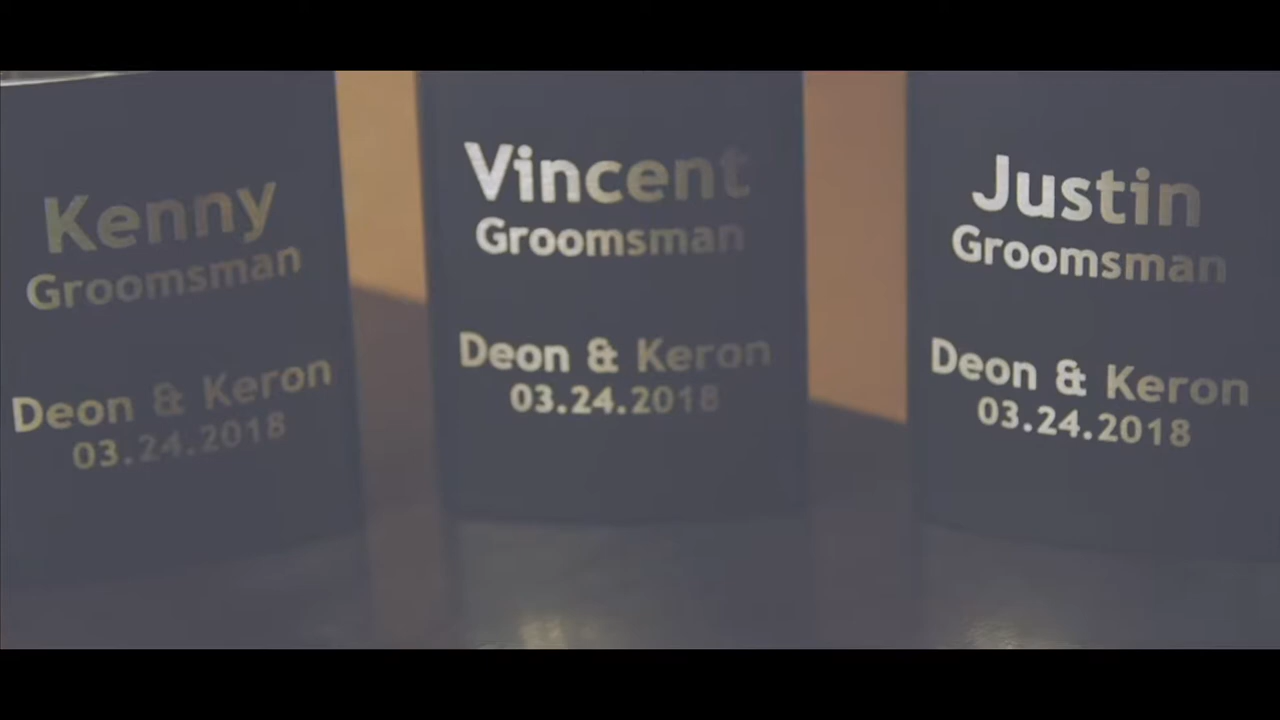 Kenny
Groomsman
Deon & Keron
03.24.2018
Vincent
Groomsman
Deon & Keron
03.24.2018
Justin
Groomsman
Deon & Keron
03.24.2018